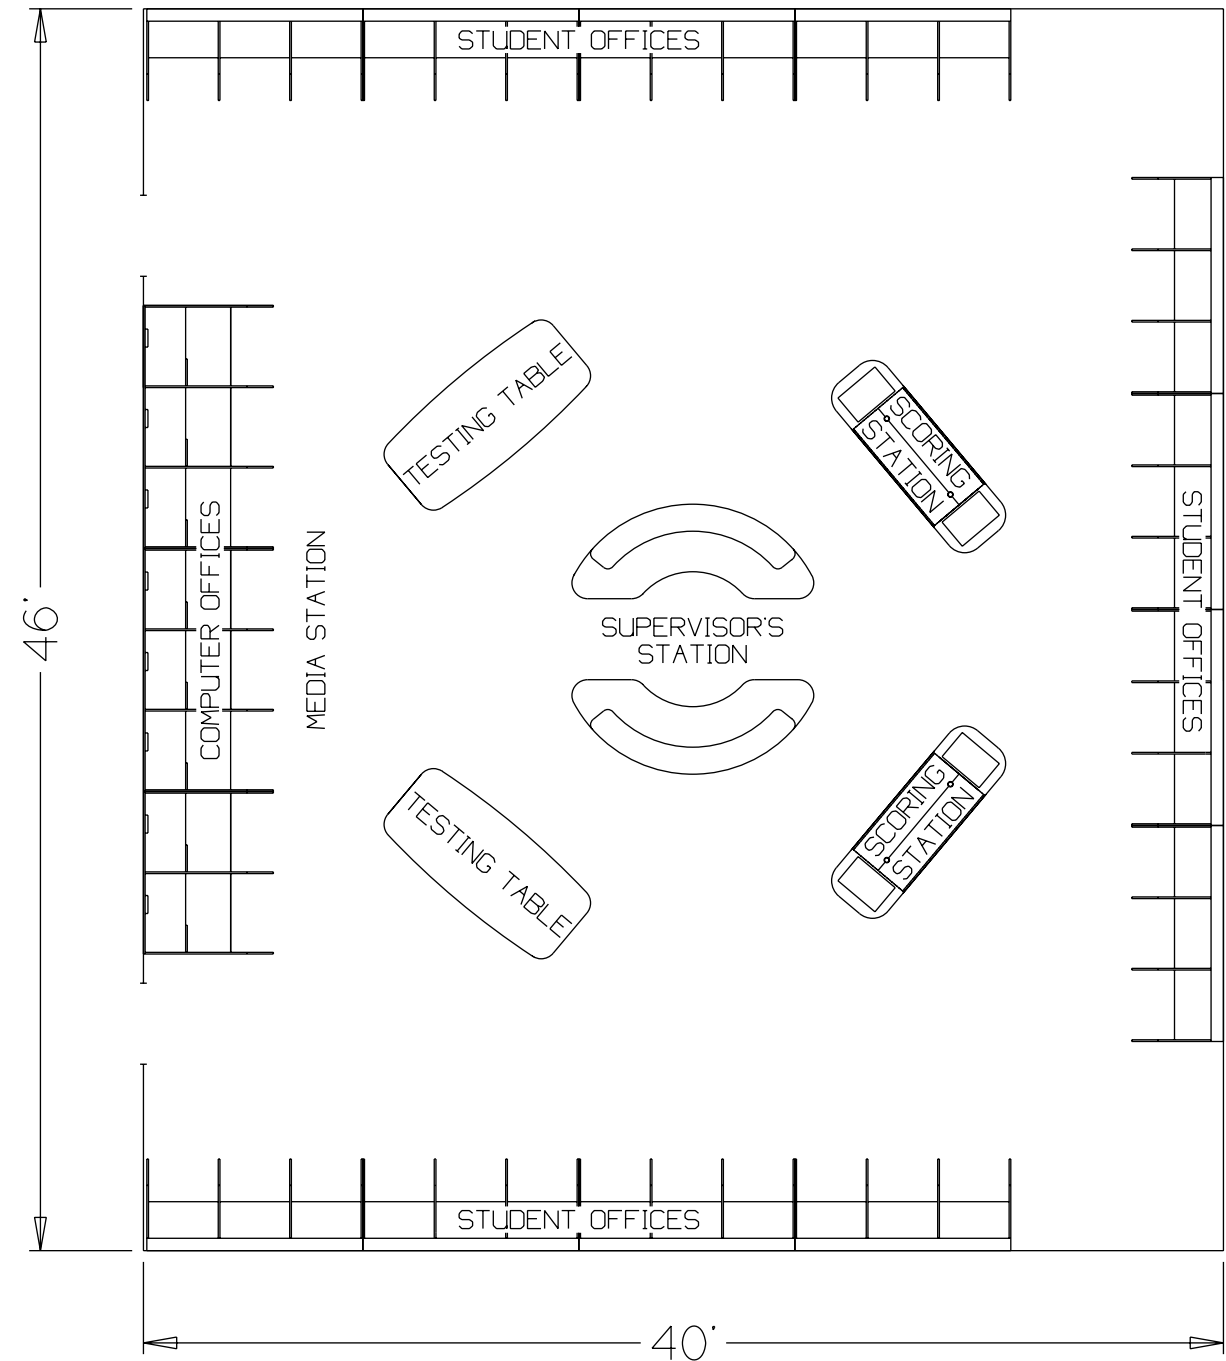 STUDENT OFFICES
TESTING TABLE
SCORING
STATION
COMPUTER OFFICES
MEDIA STATION
STUDENT OFFICES
46'
SUPERVISOR'S
STATION
TESTING TABLE
SCORING
STATION
STUDENT OFFICES
40'